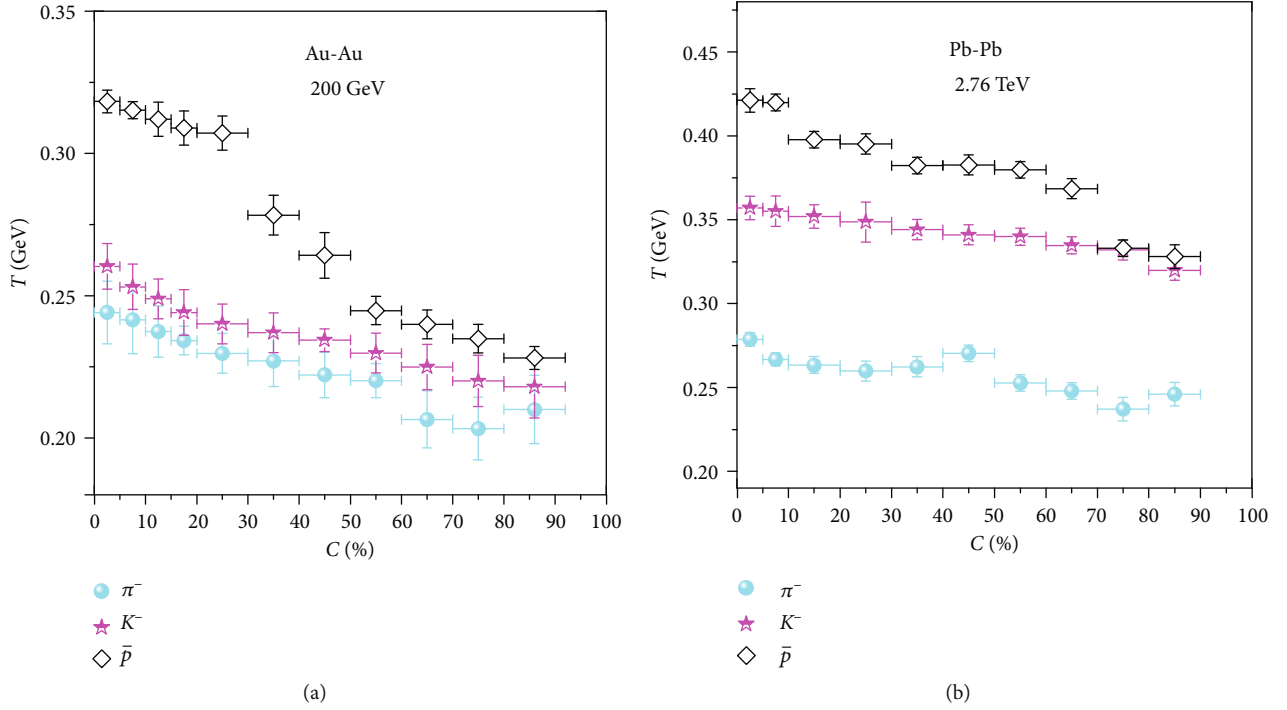 0.35
0.30
0.25
0.20
T (GeV)
Au-Au
200 GeV
0 10 20 30 40 50 60 70 80 90 100
C (%)
π⁻
K⁻
p̄
(a)
0.45
0.40
0.35
0.30
0.25
0.20
T (GeV)
Pb-Pb
2.76 TeV
0 10 20 30 40 50 60 70 80 90 100
C (%)
π⁻
K⁻
p̄
(b)